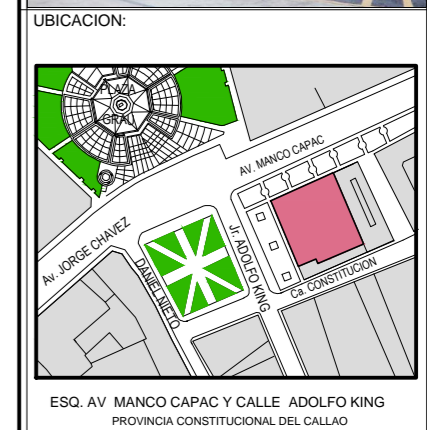 UBICACION:
PLAZA
GRAU
AV. MANCO CAPAC
Av. JORGE CHAVEZ
Jr. ADOLFO KING
DANIEL NIETO
Ca. CONSTITUCION
ESQ. AV MANCO CAPAC Y CALLE ADOLFO KING
PROVINCIA CONSTITUCIONAL DEL CALLAO